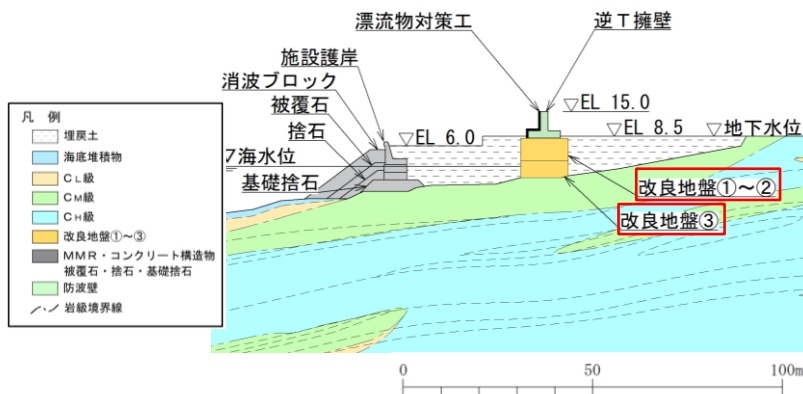 漂流物対策工
逆T擁壁
施設護岸
消波ブロック
被覆石
捨石
▽海水位
基礎捨石
▽EL 6.0
▽EL 15.0
▽EL 8.5
▽地下水位
改良地盤①～②
改良地盤③
凡 例
埋戻土
海底堆積物
CL級
CM級
CH級
改良地盤①～③
MMR・コンクリート構造物
被覆石・捨石・基礎捨石
防波壁
岩級境界線
0 50 100m